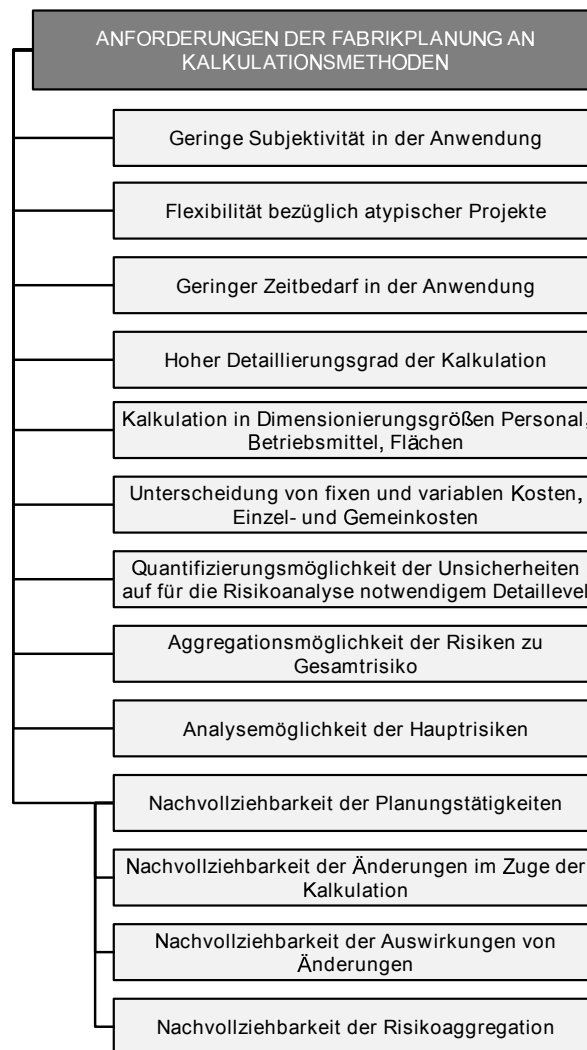 ANFORDERUNGEN DER FABRIKPLANUNG AN
KALKULATIONSMETHODEN
Geringe Subjektivität in der Anwendung
Flexibilität bezüglich atypischer Projekte
Geringer Zeitbedarf in der Anwendung
Hoher Detaillierungsgrad der Kalkulation
Kalkulation in Dimensionierungsgrößen Personal,
Betriebsmittel, Flächen
Unterscheidung von fixen und variablen Kosten,
Einzel- und Gemeinkosten
Quantifizierungsmöglichkeit der Unsicherheiten
auf für die Risikoanalyse notwendigem Detaillevel
Aggregationsmöglichkeit der Risiken zu
Gesamtrisiko
Analysemöglichkeit der Hauptrisiken
Nachvollziehbarkeit der Planungstätigkeiten
Nachvollziehbarkeit der Änderungen im Zuge der
Kalkulation
Nachvollziehbarkeit der Auswirkungen von
Änderungen
Nachvollziehbarkeit der Risikoaggregation